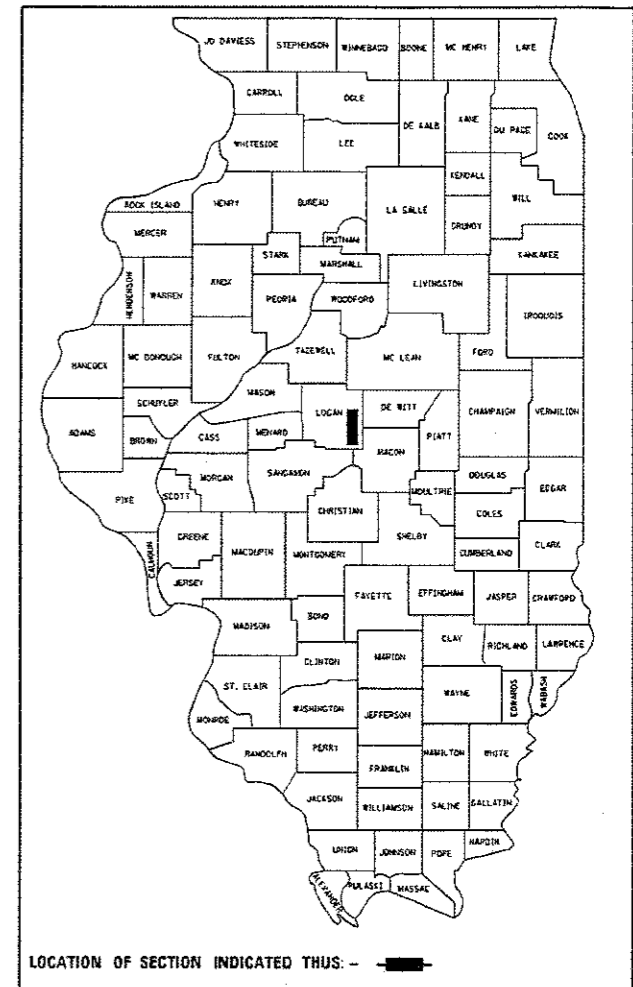 JO DAVIESS STEPHENSON WINNEBAGO BOONE MC HENRY LAKE
CARROLL OGLE DE KALB KANE DU PAGE COOK
WHITESIDE LEE
KENDALL
ROCK ISLAND HENRY BUREAU LA SALLE GRUNDY WILL
MERCER PUTNAM
STARK MARSHALL KANKAKEE
HENDERSON WARREN KNOX PEORIA WOODFORD LIVINGSTON IROQUOIS
HANCOCK MC DONOUGH FULTON TAZEWELL MC LEAN FORD
SCHUYLER MASON
ADAMS BROWN CASS MENARD LOGAN DE WITT PIATT CHAMPAIGN VERMILION
MACON
PIKE SCOTT MORGAN SANGAMON CHRISTIAN MOULTRIE DOUGLAS EDGAR
COLES
CALHOUN GREENE MACOUPIN MONTGOMERY SHELBY CUMBERLAND CLARK
JERSEY
MADISON BOND FAYETTE EFFINGHAM JASPER CRAWFORD
CLAY RICHLAND LAWRENCE
CLINTON MARION
ST. CLAIR WASHINGTON WAYNE EDWARDS WABASH
MONROE JEFFERSON
RANDOLPH PERRY HAMILTON WHITE
FRANKLIN
JACKSON WILLIAMSON SALINE GALLATIN
UNION JOHNSON POPE HARDIN
ALEXANDER PULASKI MASSAC
LOCATION OF SECTION INDICATED THUS: -